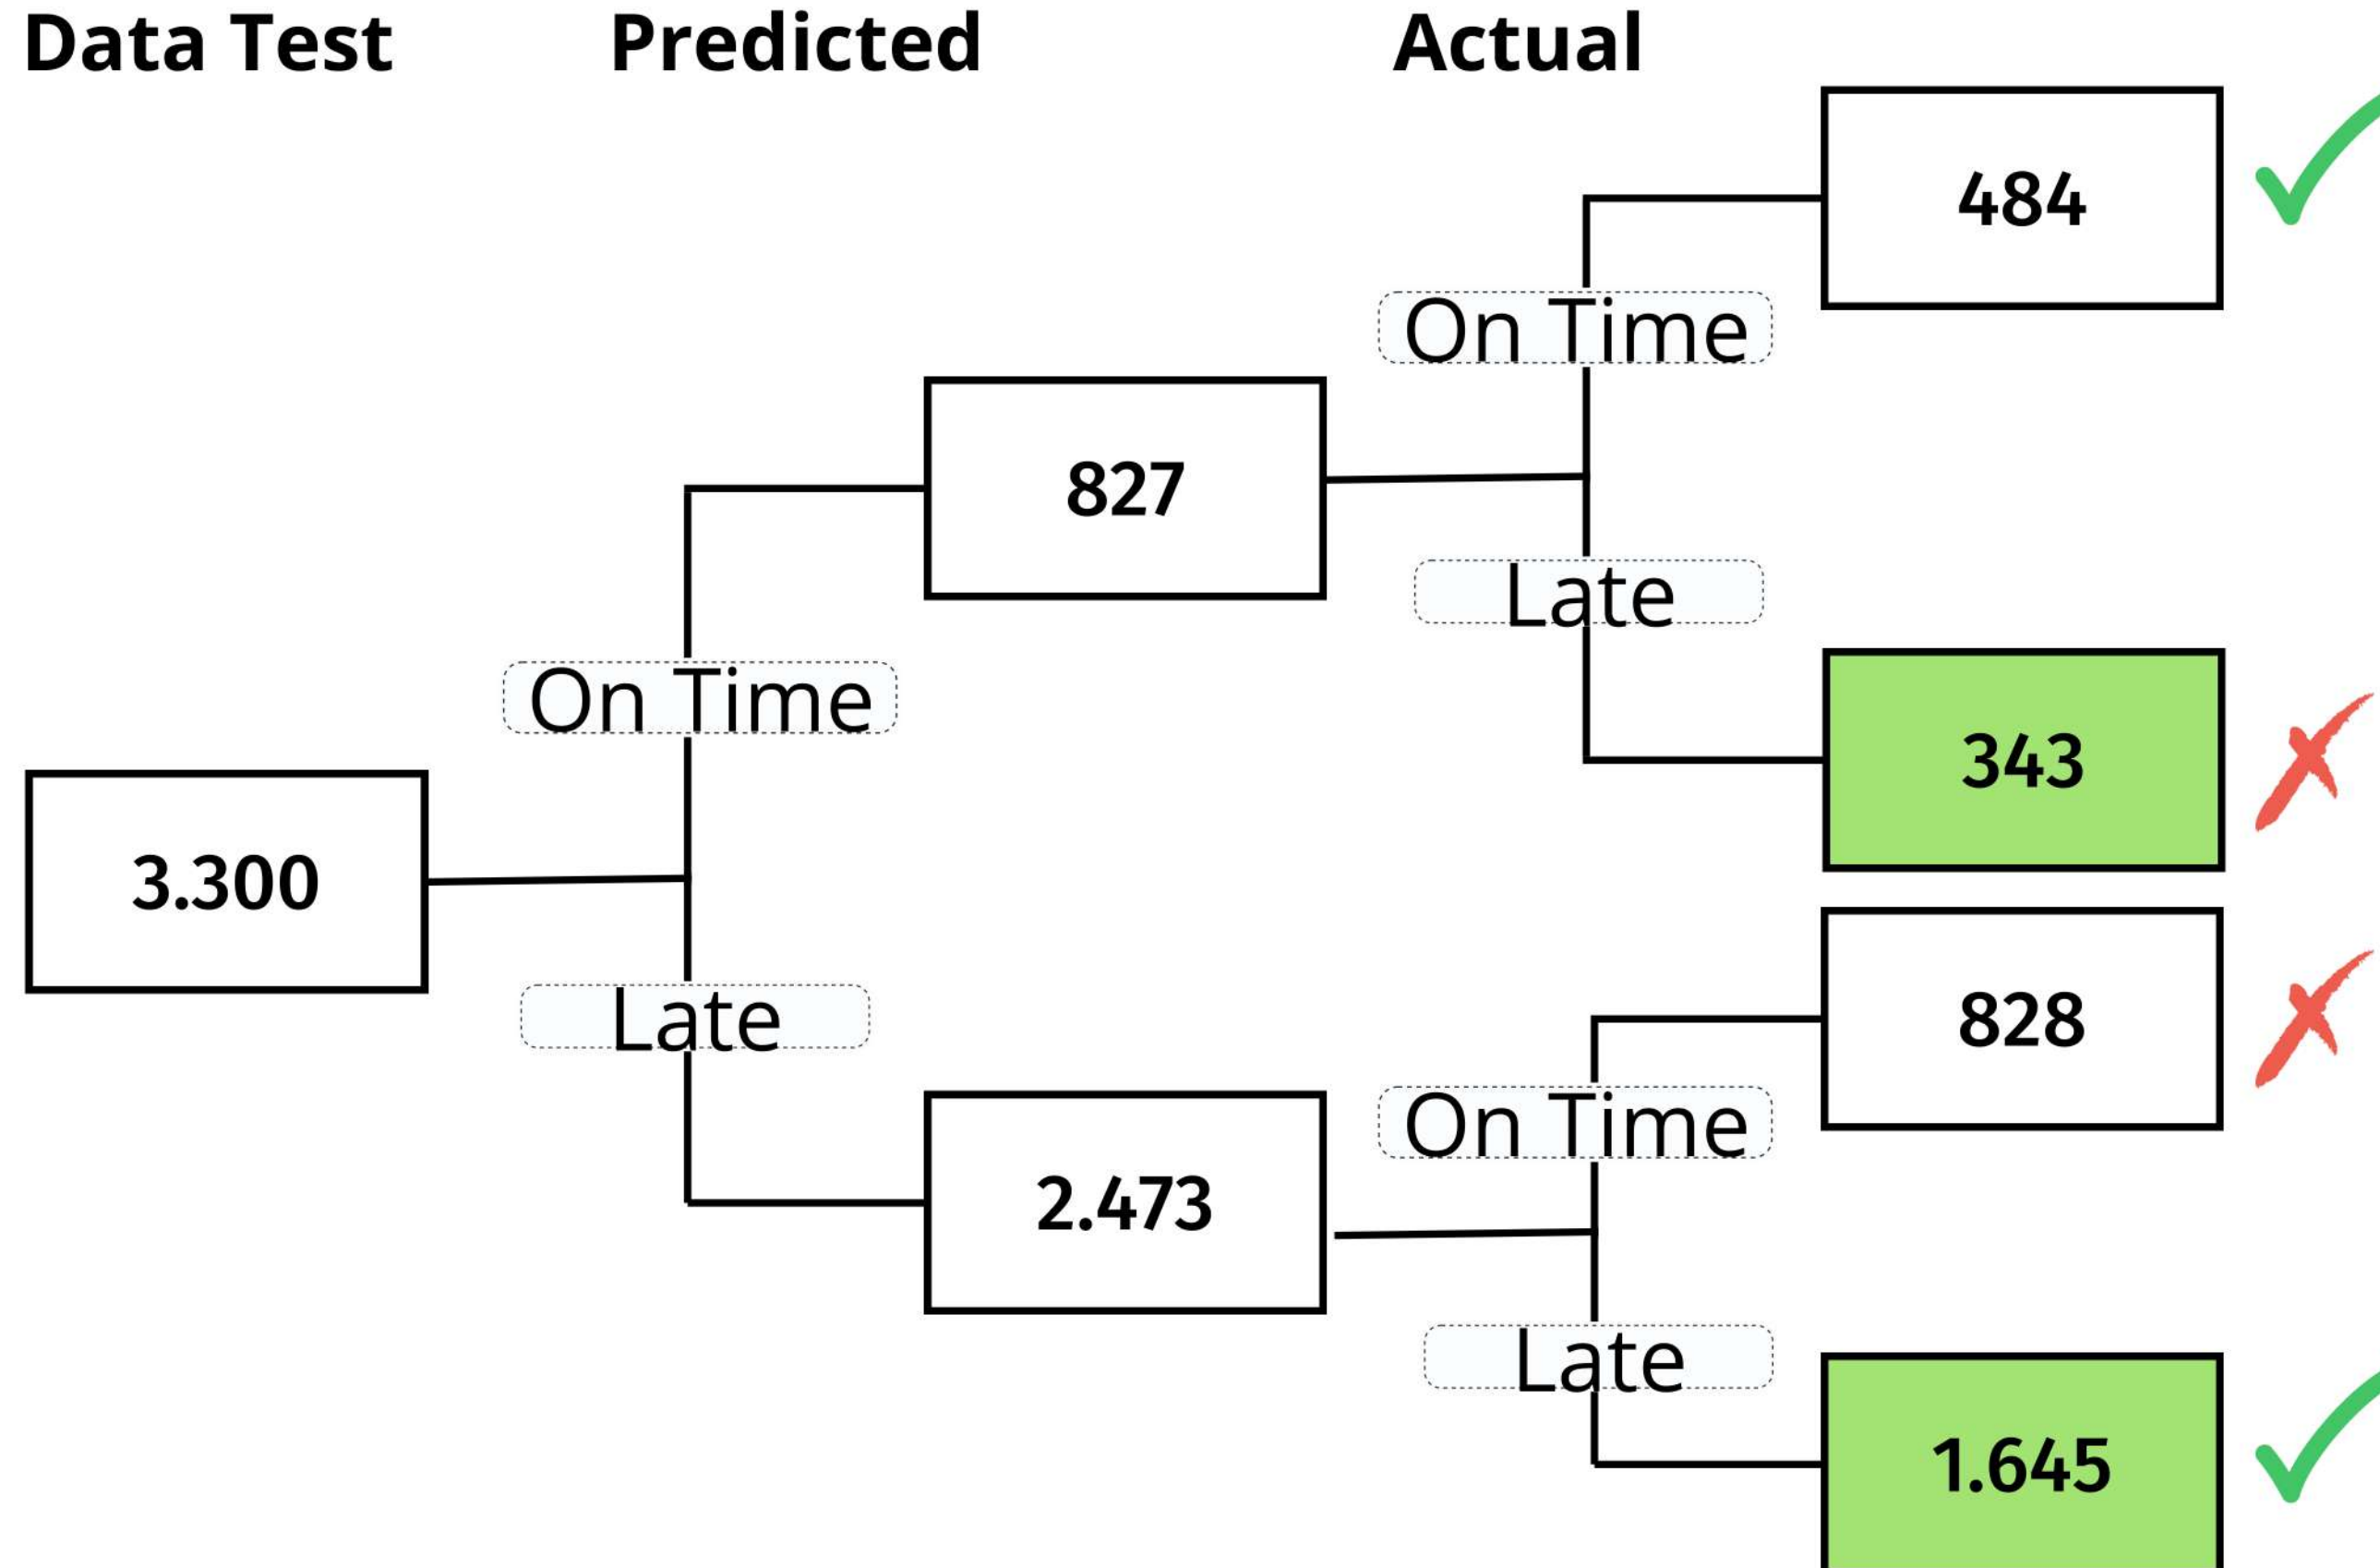 Data Test
Predicted
Actual
484
On Time
827
Late
On Time
343
3.300
828
Late
On Time
2.473
Late
1.645